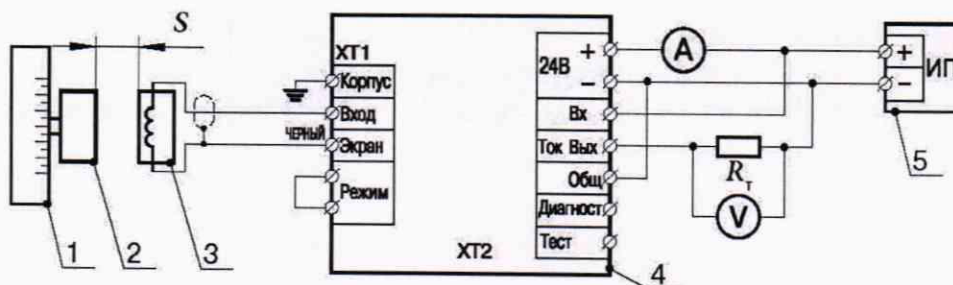 S
XT1
Корпус
Вход
ЧЕРНЫЙ
Экран
Режим
XT2
24В
+
−
Вх
Ток Вых
Общ
Диагност
Тест
A
Rт
V
+
−
ИП
1
2
3
4
5